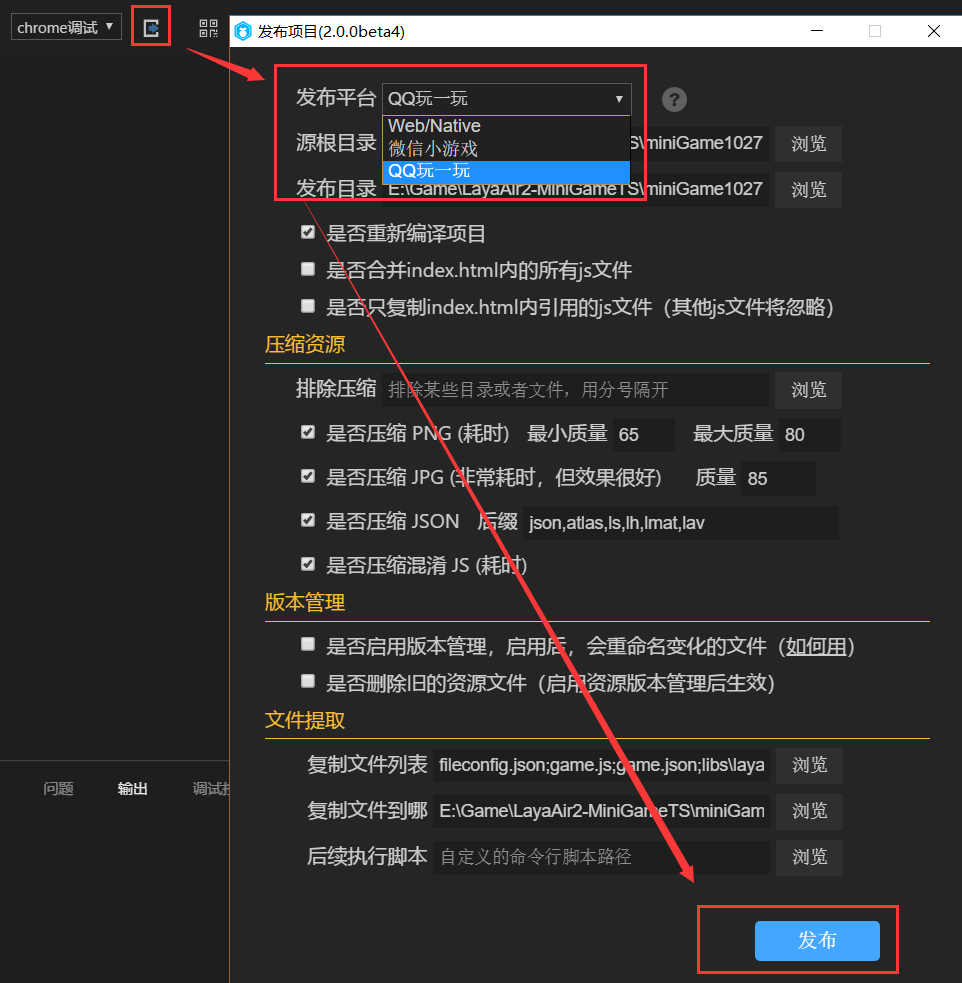 chrome调试
发布项目(2.0.0beta4)
发布平台 QQ玩一玩
?
Web/Native
微信小游戏
QQ玩一玩
源根目录 S\miniGame1027 浏览
发布目录 E:\Game\LayaAir2-MiniGameTS\miniGame1027 浏览
是否重新编译项目
是否合并index.html内的所有js文件
是否只复制index.html内引用的js文件（其他js文件将忽略）
压缩资源
排除压缩 排除某些目录或者文件，用分号隔开 浏览
是否压缩 PNG (耗时) 最小质量 65 最大质量 80
是否压缩 JPG (非常耗时，但效果很好) 质量 85
是否压缩 JSON 后缀 json,atlas,ls,lh,lmat,lav
是否压缩混淆 JS (耗时)
版本管理
是否启用版本管理，启用后，会重命名变化的文件（如何用）
是否删除旧的资源文件（启用资源版本管理后生效）
文件提取
复制文件列表 fileconfig.json;game.js;game.json;libs\laya 浏览
问题 输出 调试
复制文件到哪 E:\Game\LayaAir2-MiniGameTS\miniGam 浏览
后续执行脚本 自定义的命令行脚本路径 浏览
发布